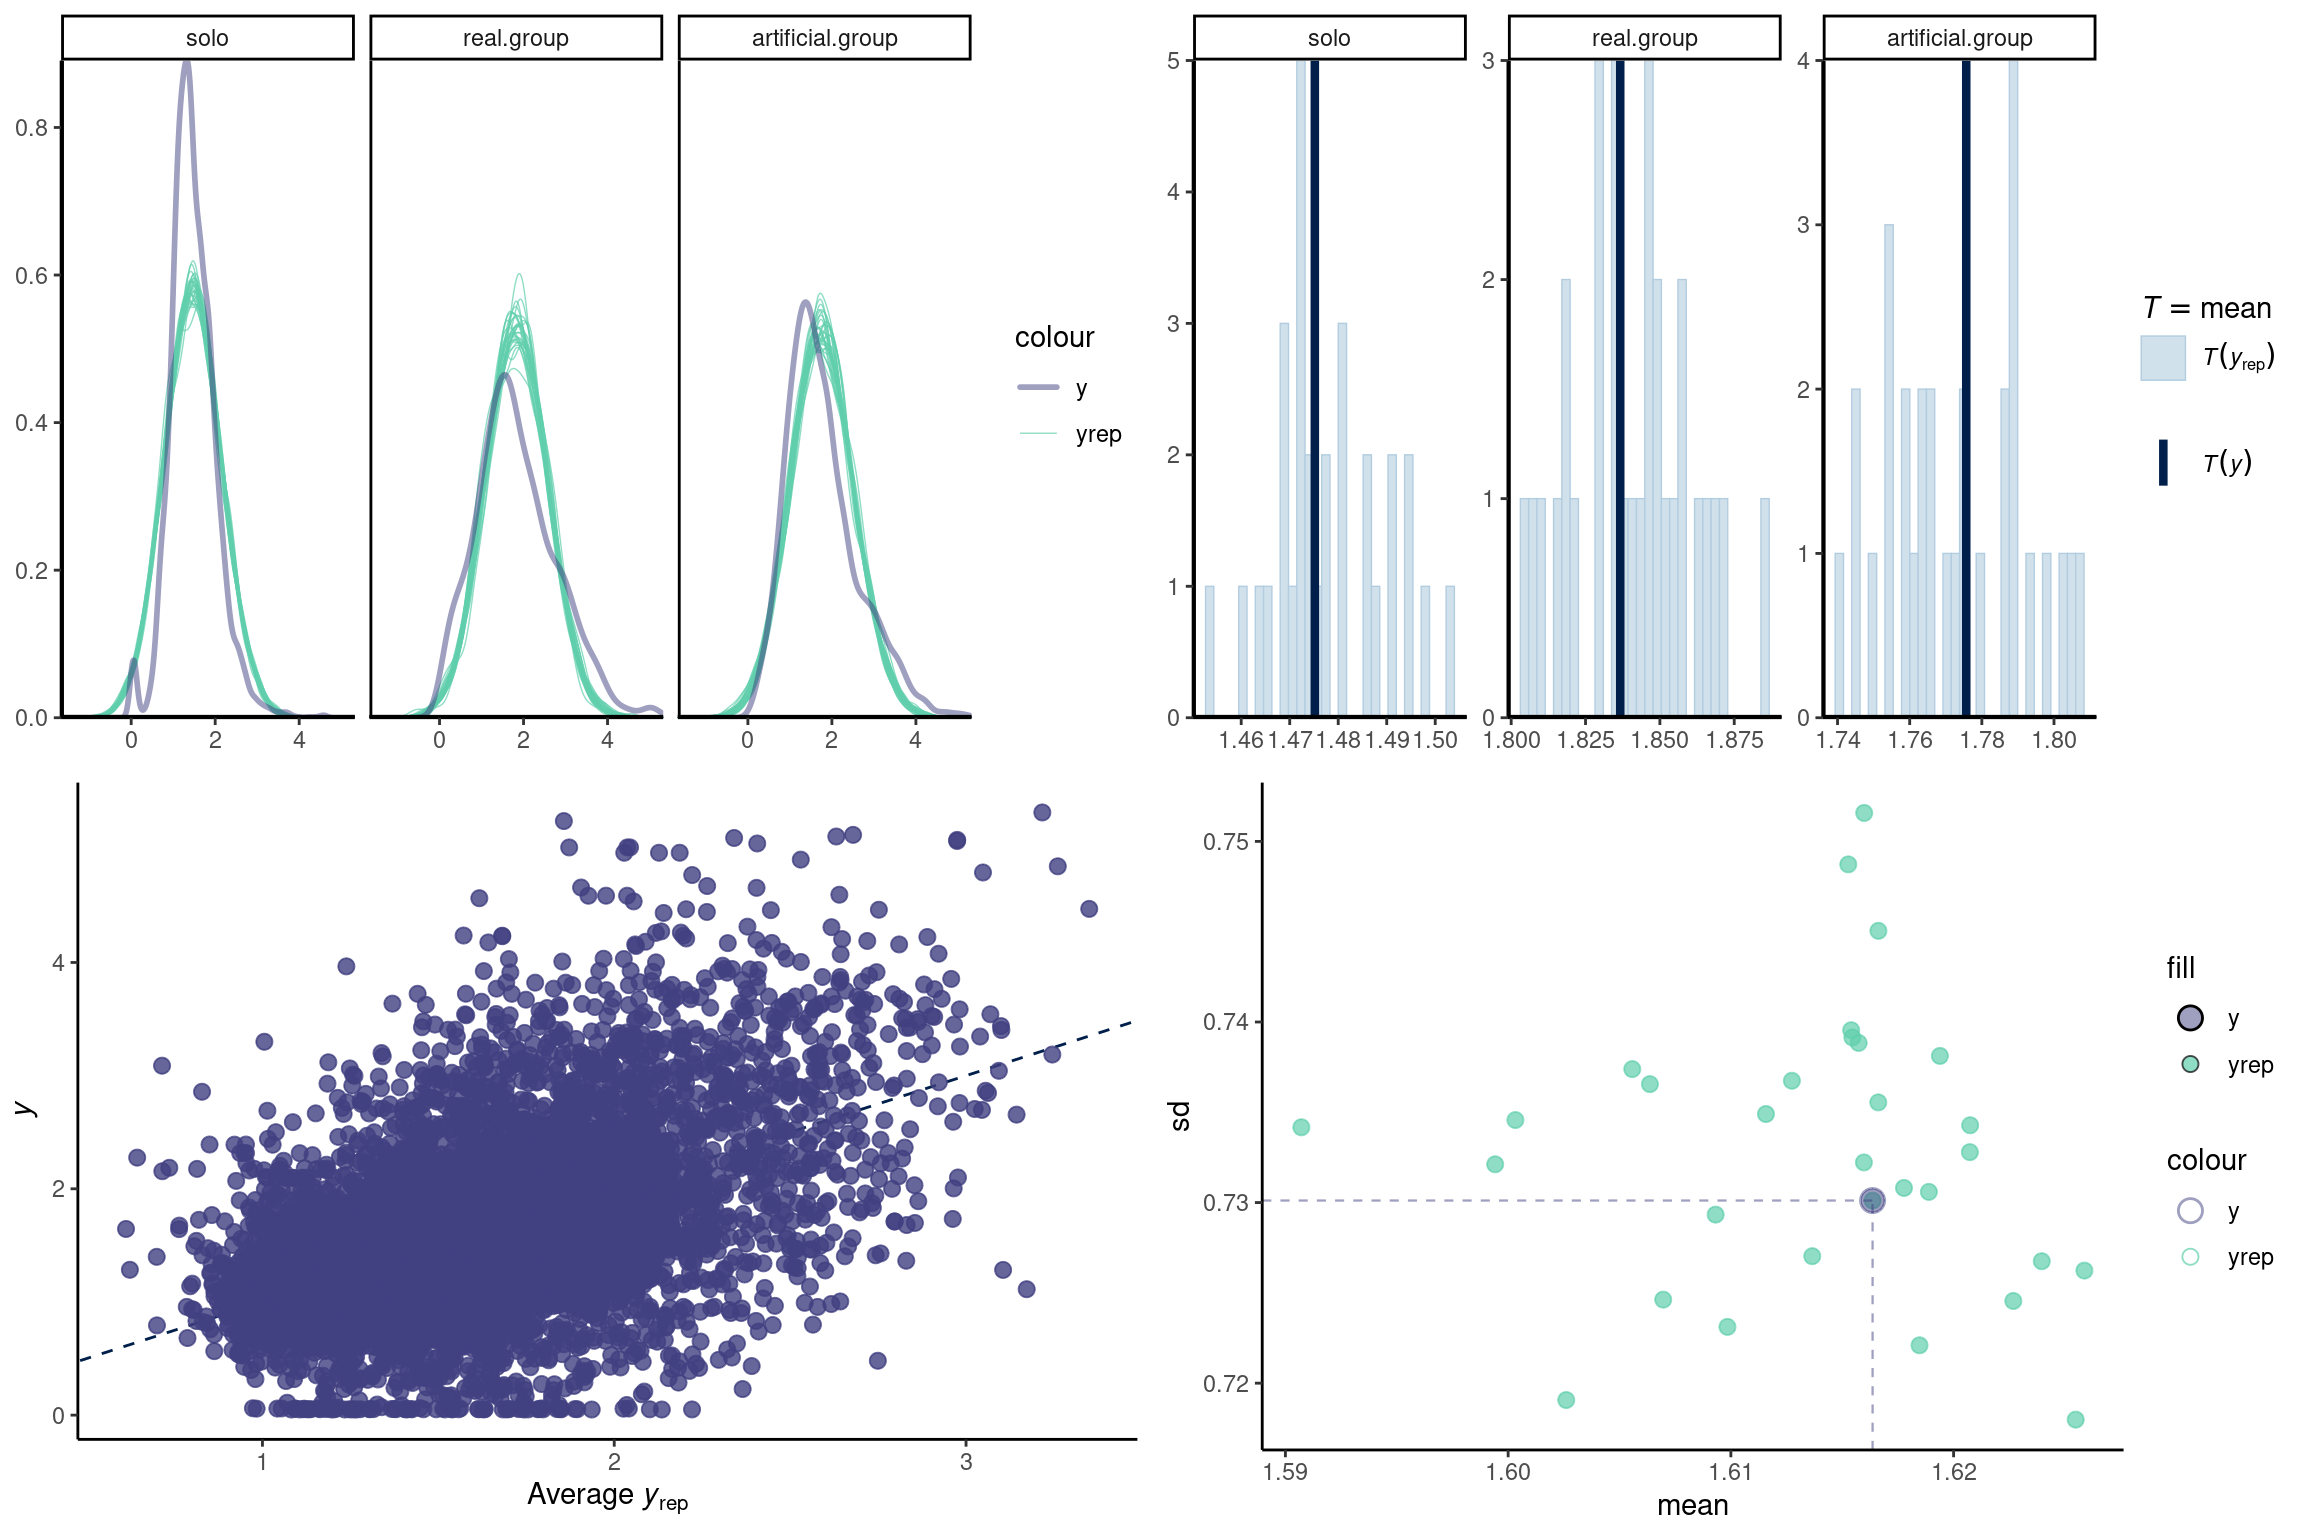 solo real.group artificial.group
0.8
0.6
0.4
0.2
0.0
0 2 4 0 2 4 0 2 4
colour
y
yrep
solo real.group artificial.group
5
4
3
2
1
0
3
2
1
0
4
3
2
1
0
1.46 1.47 1.48 1.49 1.50 1.800 1.825 1.850 1.875 1.74 1.76 1.78 1.80
T = mean
T(yrep)
T(y)
y
4
2
0
1 2 3
Average yrep
sd
0.75
0.74
0.73
0.72
1.59 1.60 1.61 1.62
mean
fill
y
yrep
colour
y
yrep